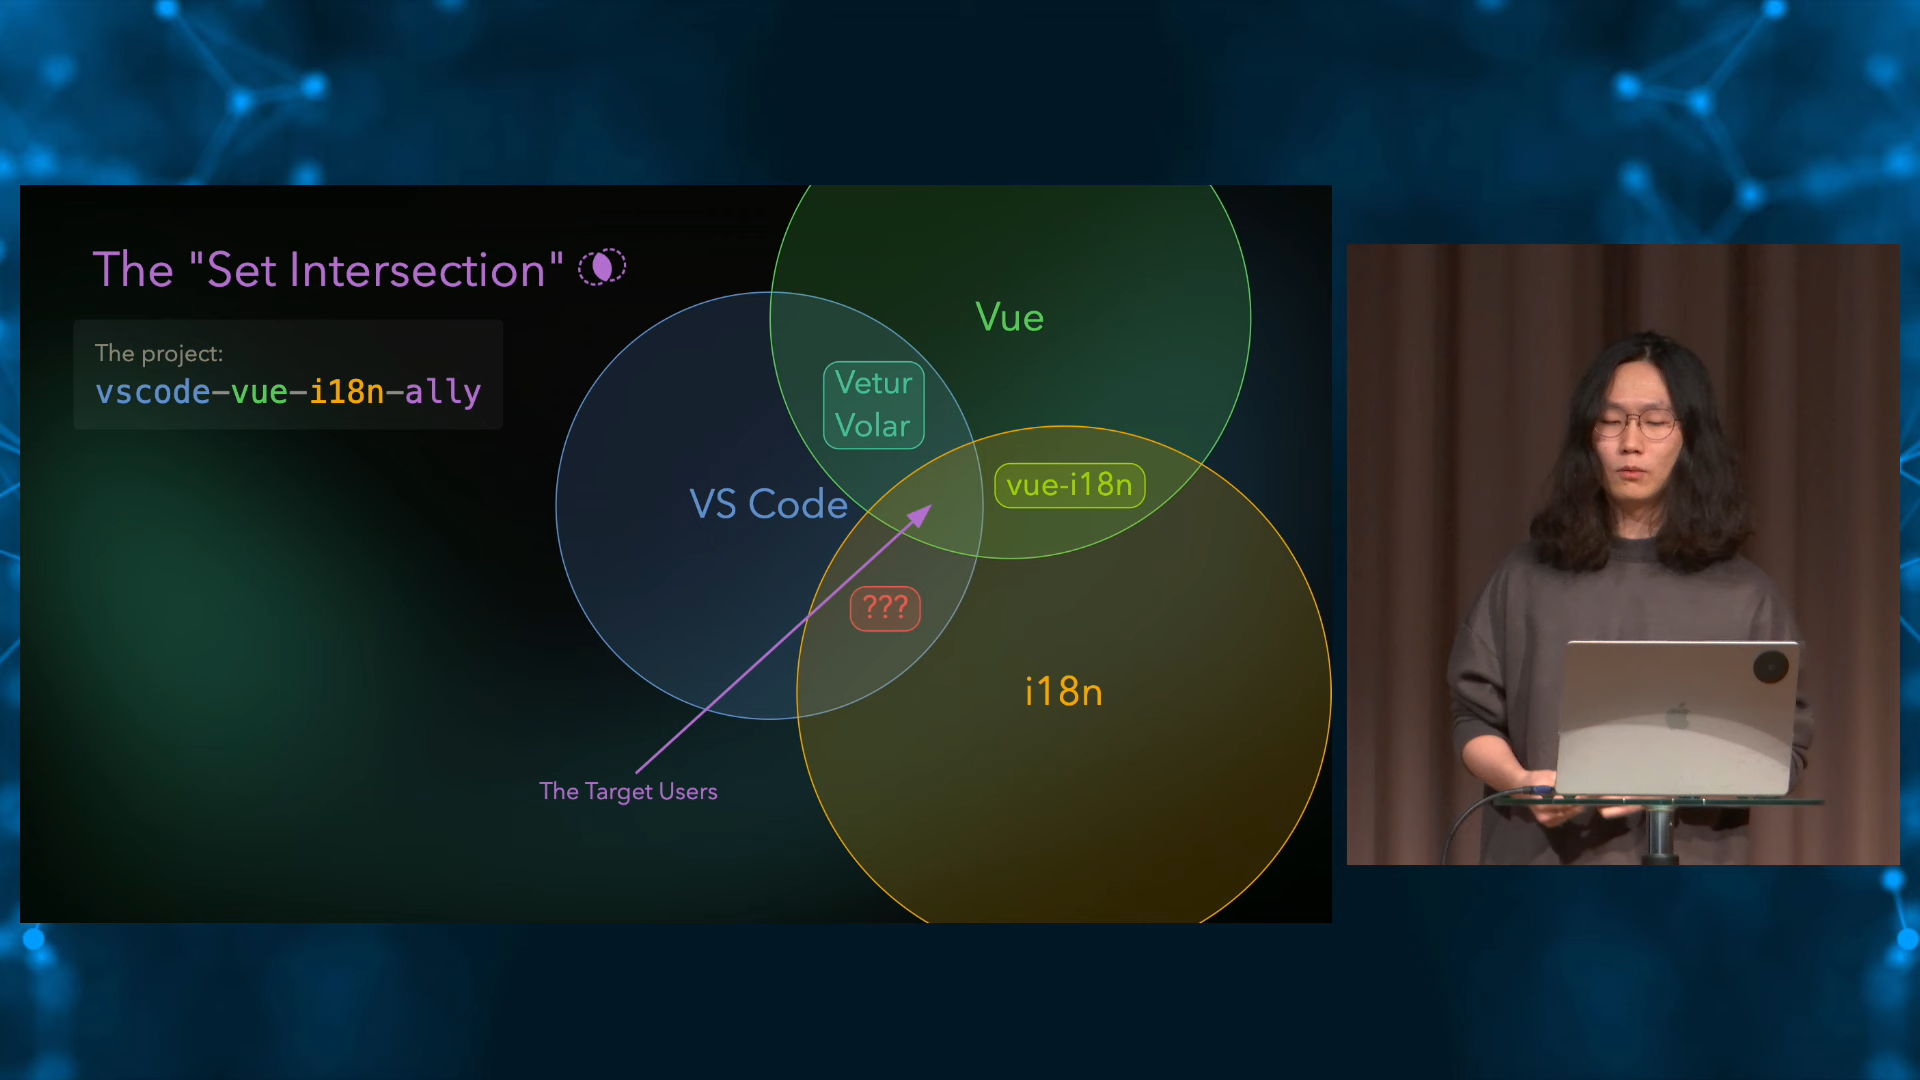 The "Set Intersection"
The project:
vscode-vue-i18n-ally
Vue
Vetur
Volar
vue-i18n
VS Code
???
i18n
The Target Users